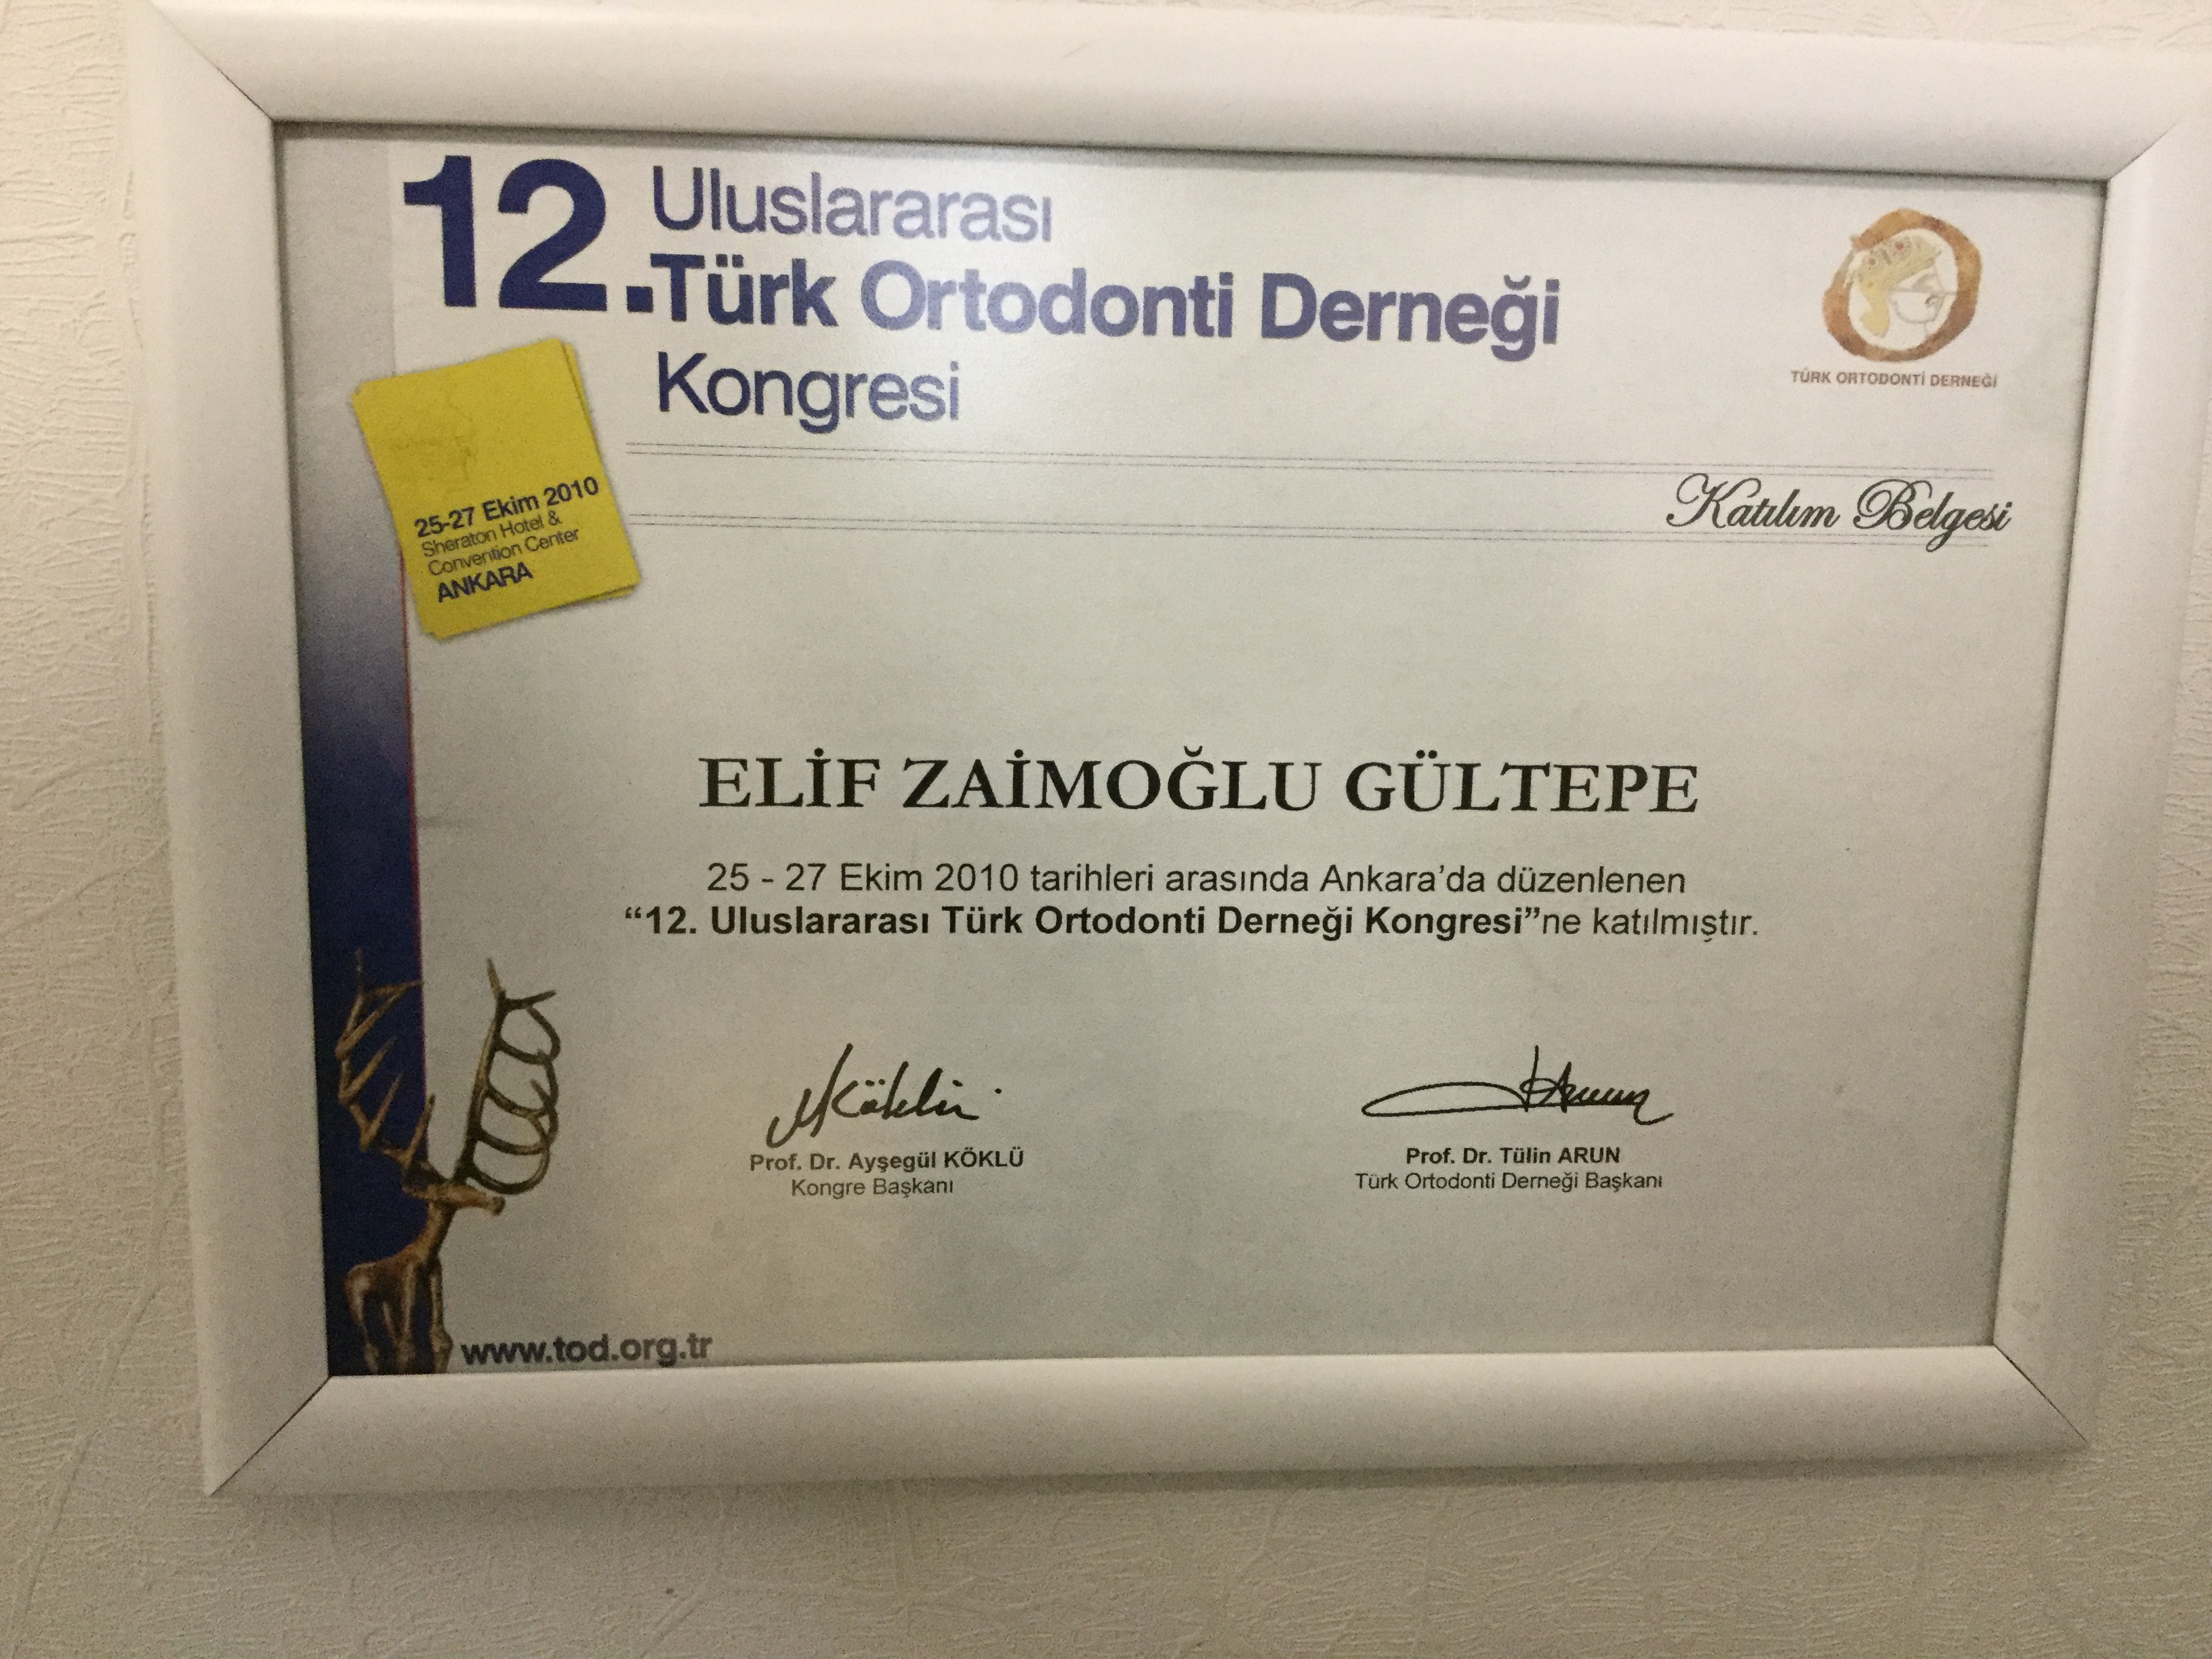 12. Uluslararası
Türk Ortodonti Derneği
Kongresi
TÜRK ORTODONTİ DERNEĞİ
25-27 Ekim 2010
Sheraton Hotel &
Convention Center
ANKARA
Katılım Belgesi
ELİF ZAİMOĞLU GÜLTEPE
25 - 27 Ekim 2010 tarihleri arasında Ankara’da düzenlenen
“12. Uluslararası Türk Ortodonti Derneği Kongresi”ne katılmıştır.
Prof. Dr. Ayşegül KÖKLÜ
Kongre Başkanı
Prof. Dr. Tülin ARUN
Türk Ortodonti Derneği Başkanı
www.tod.org.tr